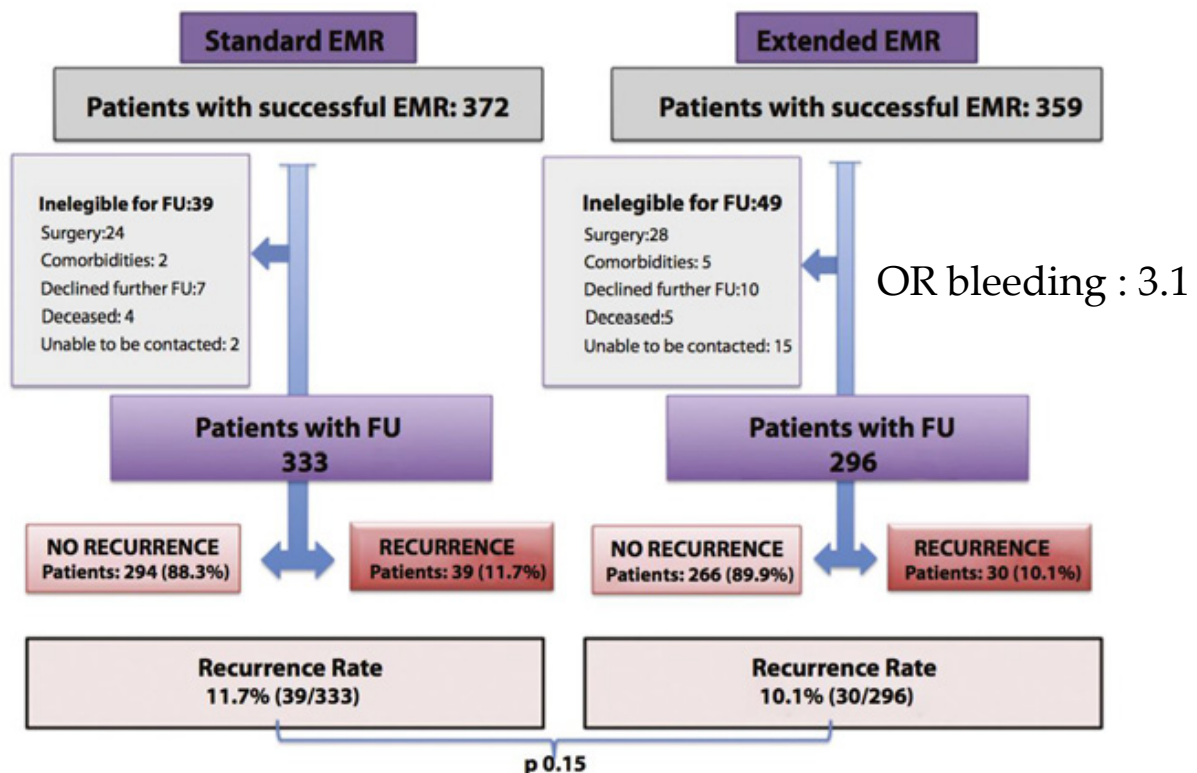 Standard EMR
Patients with successful EMR: 372
Inelegible for FU:39
Surgery:24
Comorbidities: 2
Declined further FU:7
Deceased: 4
Unable to be contacted: 2
Patients with FU
333
NO RECURRENCE
Patients: 294 (88.3%)
RECURRENCE
Patients: 39 (11.7%)
Recurrence Rate
11.7% (39/333)
Extended EMR
Patients with successful EMR: 359
Inelegible for FU:49
Surgery:28
Comorbidities: 5
Declined further FU:10
Deceased:5
Unable to be contacted: 15
OR bleeding : 3.1
Patients with FU
296
NO RECURRENCE
Patients: 266 (89.9%)
RECURRENCE
Patients: 30 (10.1%)
Recurrence Rate
10.1% (30/296)
p 0.15